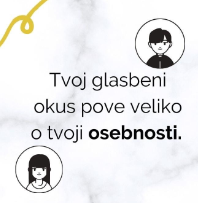 Tvoj glasbeni
okus pove veliko
o tvoji osebnosti.